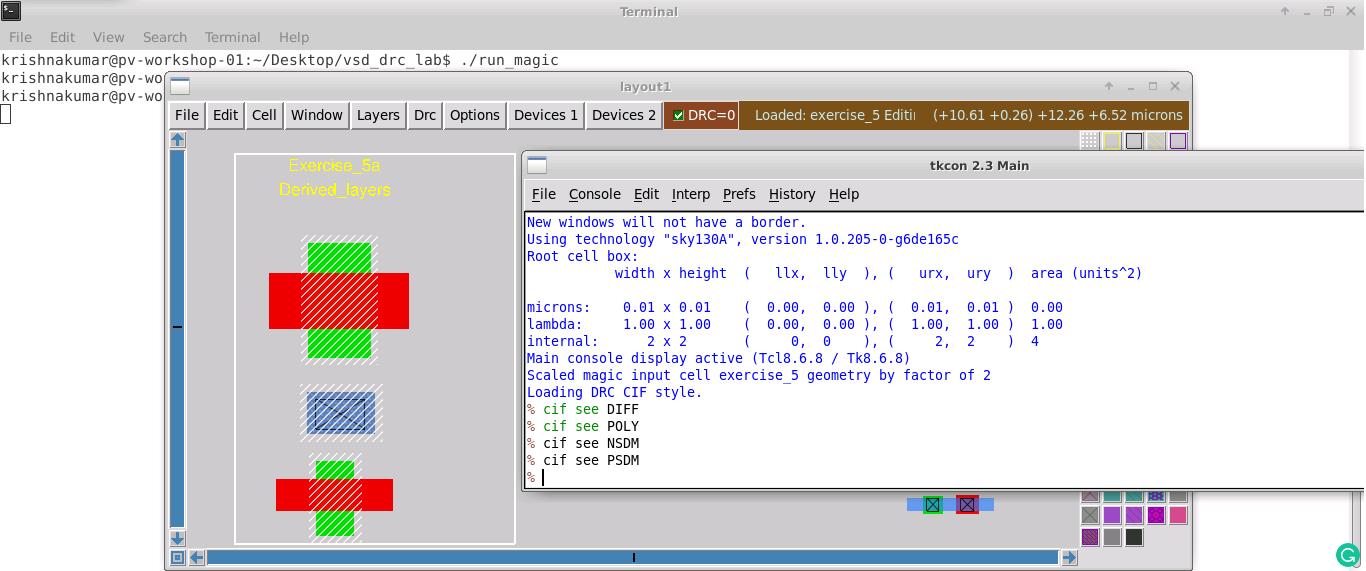 Terminal
File Edit View Search Terminal Help
krishnakumar@pv-workshop-01:~/Desktop/vsd_drc_lab$ ./run_magic
krishnakumar@pv-wo
krishnakumar@pv-wo
layout1
File Edit Cell Window Layers Drc Options Devices 1 Devices 2 DRC=0 Loaded: exercise_5 Editi (+10.61 +0.26) +12.26 +6.52 microns
Exercise_5a
Derived_layers
tkcon 2.3 Main
File Console Edit Interp Prefs History Help
New windows will not have a border.
Using technology "sky130A", version 1.0.205-0-g6de165c
Root cell box:
width x height ( llx, lly ), ( urx, ury ) area (units^2)
microns: 0.01 x 0.01 ( 0.00, 0.00 ), ( 0.01, 0.01 ) 0.00
lambda: 1.00 x 1.00 ( 0.00, 0.00 ), ( 1.00, 1.00 ) 1.00
internal: 2 x 2 ( 0, 0 ), ( 2, 2 ) 4
Main console display active (Tcl8.6.8 / Tk8.6.8)
Scaled magic input cell exercise_5 geometry by factor of 2
Loading DRC CIF style.
% cif see DIFF
% cif see POLY
% cif see NSDM
% cif see PSDM
%